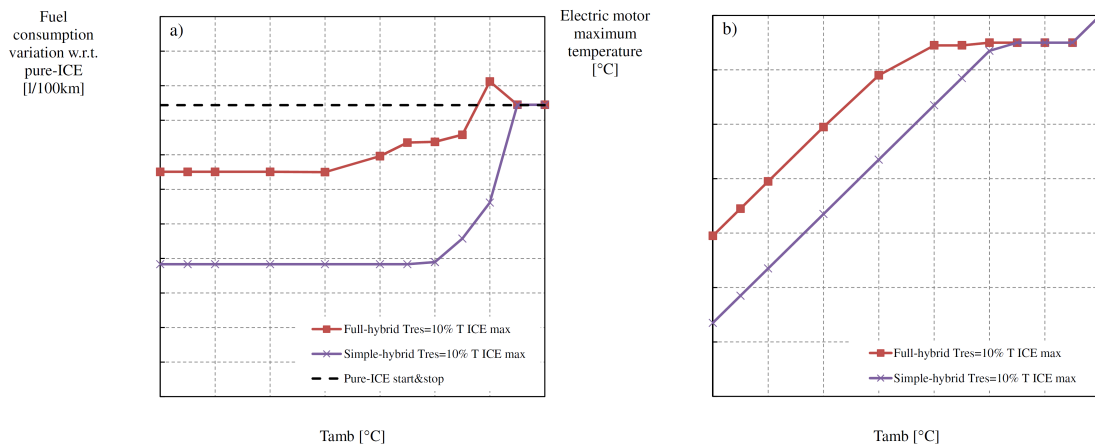 Fuel
consumption
variation w.r.t.
pure-ICE
[l/100km]
a)
Full-hybrid Tres=10% T ICE max
Simple-hybrid Tres=10% T ICE max
Pure-ICE start&stop
Tamb [°C]
Electric motor
maximum
temperature
[°C]
b)
Full-hybrid Tres=10% T ICE max
Simple-hybrid Tres=10% T ICE max
Tamb [°C]